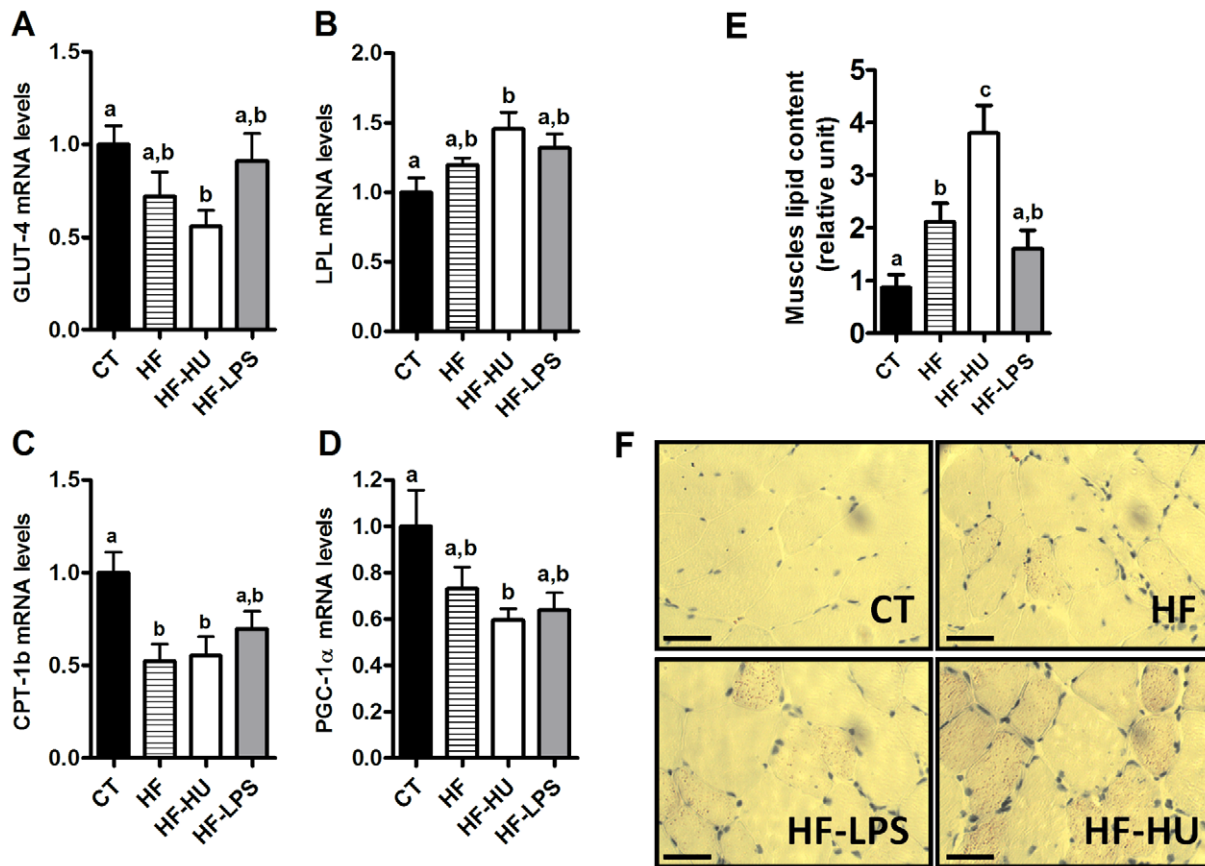 A
GLUT-4 mRNA levels
1.5
1.0
0.5
0.0
a
a,b
b
a,b
CT
HF
HF-HU
HF-LPS
B
LPL mRNA levels
2.0
1.5
1.0
0.5
0.0
a
a,b
b
a,b
CT
HF
HF-HU
HF-LPS
E
Muscles lipid content
(relative unit)
5
4
3
2
1
0
a
b
c
a,b
CT
HF
HF-HU
HF-LPS
C
CPT-1b mRNA levels
1.5
1.0
0.5
0.0
a
b
b
a,b
CT
HF
HF-HU
HF-LPS
D
PGC-1α mRNA levels
1.2
1.0
0.8
0.6
0.4
0.2
0.0
a
a,b
b
a,b
CT
HF
HF-HU
HF-LPS
F
CT
HF
HF-LPS
HF-HU